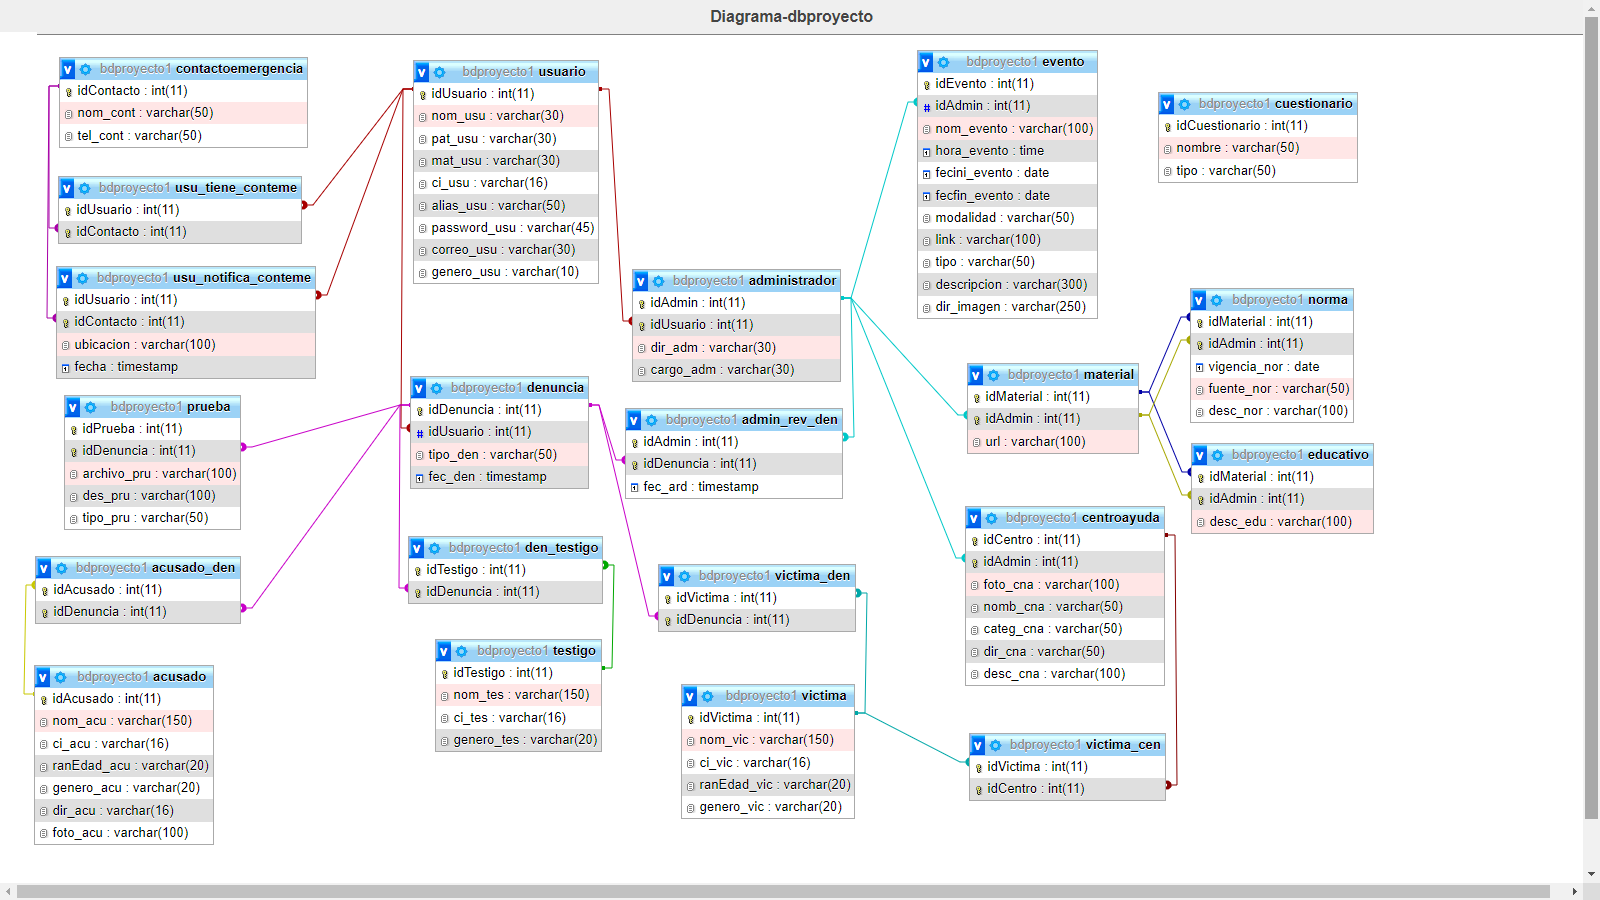 Diagrama-dbproyecto
bdproyecto1 contactoemergencia
idContacto : int(11)
nom_cont : varchar(50)
tel_cont : varchar(50)
bdproyecto1 usu_tiene_conteme
idUsuario : int(11)
idContacto : int(11)
bdproyecto1 usu_notifica_conteme
idUsuario : int(11)
idContacto : int(11)
ubicacion : varchar(100)
fecha : timestamp
bdproyecto1 prueba
idPrueba : int(11)
idDenuncia : int(11)
archivo_pru : varchar(100)
des_pru : varchar(100)
tipo_pru : varchar(50)
bdproyecto1 acusado_den
idAcusado : int(11)
idDenuncia : int(11)
bdproyecto1 acusado
idAcusado : int(11)
nom_acu : varchar(150)
ci_acu : varchar(16)
ranEdad_acu : varchar(20)
genero_acu : varchar(20)
dir_acu : varchar(16)
foto_acu : varchar(100)
bdproyecto1 usuario
idUsuario : int(11)
nom_usu : varchar(30)
pat_usu : varchar(30)
mat_usu : varchar(30)
ci_usu : varchar(16)
alias_usu : varchar(50)
password_usu : varchar(45)
correo_usu : varchar(30)
genero_usu : varchar(10)
bdproyecto1 denuncia
idDenuncia : int(11)
idUsuario : int(11)
tipo_den : varchar(50)
fec_den : timestamp
bdproyecto1 den_testigo
idTestigo : int(11)
idDenuncia : int(11)
bdproyecto1 testigo
idTestigo : int(11)
nom_tes : varchar(150)
ci_tes : varchar(16)
genero_tes : varchar(20)
bdproyecto1 administrador
idAdmin : int(11)
idUsuario : int(11)
dir_adm : varchar(30)
cargo_adm : varchar(30)
bdproyecto1 admin_rev_den
idAdmin : int(11)
idDenuncia : int(11)
fec_ard : timestamp
bdproyecto1 victima_den
idVictima : int(11)
idDenuncia : int(11)
bdproyecto1 victima
idVictima : int(11)
nom_vic : varchar(150)
ci_vic : varchar(16)
ranEdad_vic : varchar(20)
genero_vic : varchar(20)
bdproyecto1 evento
idEvento : int(11)
idAdmin : int(11)
nom_evento : varchar(100)
hora_evento : time
fecini_evento : date
fecfin_evento : date
modalidad : varchar(50)
link : varchar(100)
tipo : varchar(50)
descripcion : varchar(300)
dir_imagen : varchar(250)
bdproyecto1 material
idMaterial : int(11)
idAdmin : int(11)
url : varchar(100)
bdproyecto1 centroayuda
idCentro : int(11)
idAdmin : int(11)
foto_cna : varchar(100)
nomb_cna : varchar(50)
categ_cna : varchar(50)
dir_cna : varchar(50)
desc_cna : varchar(100)
bdproyecto1 victima_cen
idVictima : int(11)
idCentro : int(11)
bdproyecto1 cuestionario
idCuestionario : int(11)
nombre : varchar(50)
tipo : varchar(50)
bdproyecto1 norma
idMaterial : int(11)
idAdmin : int(11)
vigencia_nor : date
fuente_nor : varchar(50)
desc_nor : varchar(100)
bdproyecto1 educativo
idMaterial : int(11)
idAdmin : int(11)
desc_edu : varchar(100)